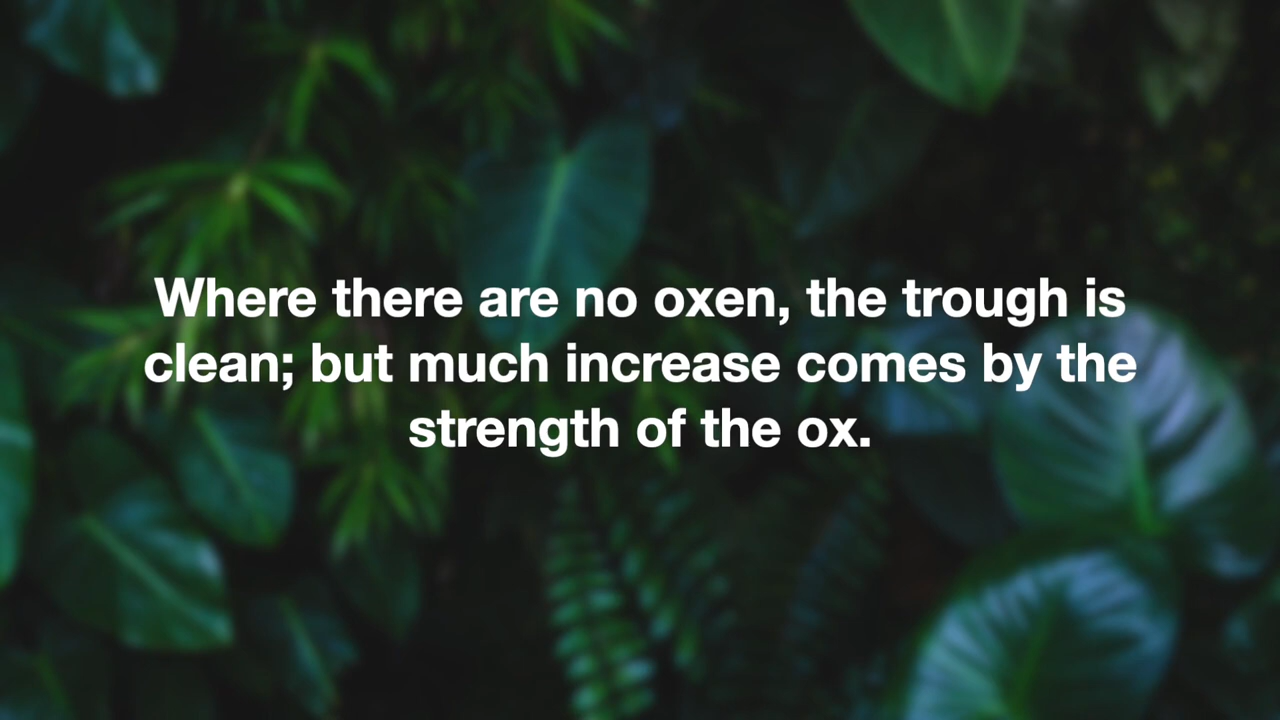 Where there are no oxen, the trough is
clean; but much increase comes by the
strength of the ox.